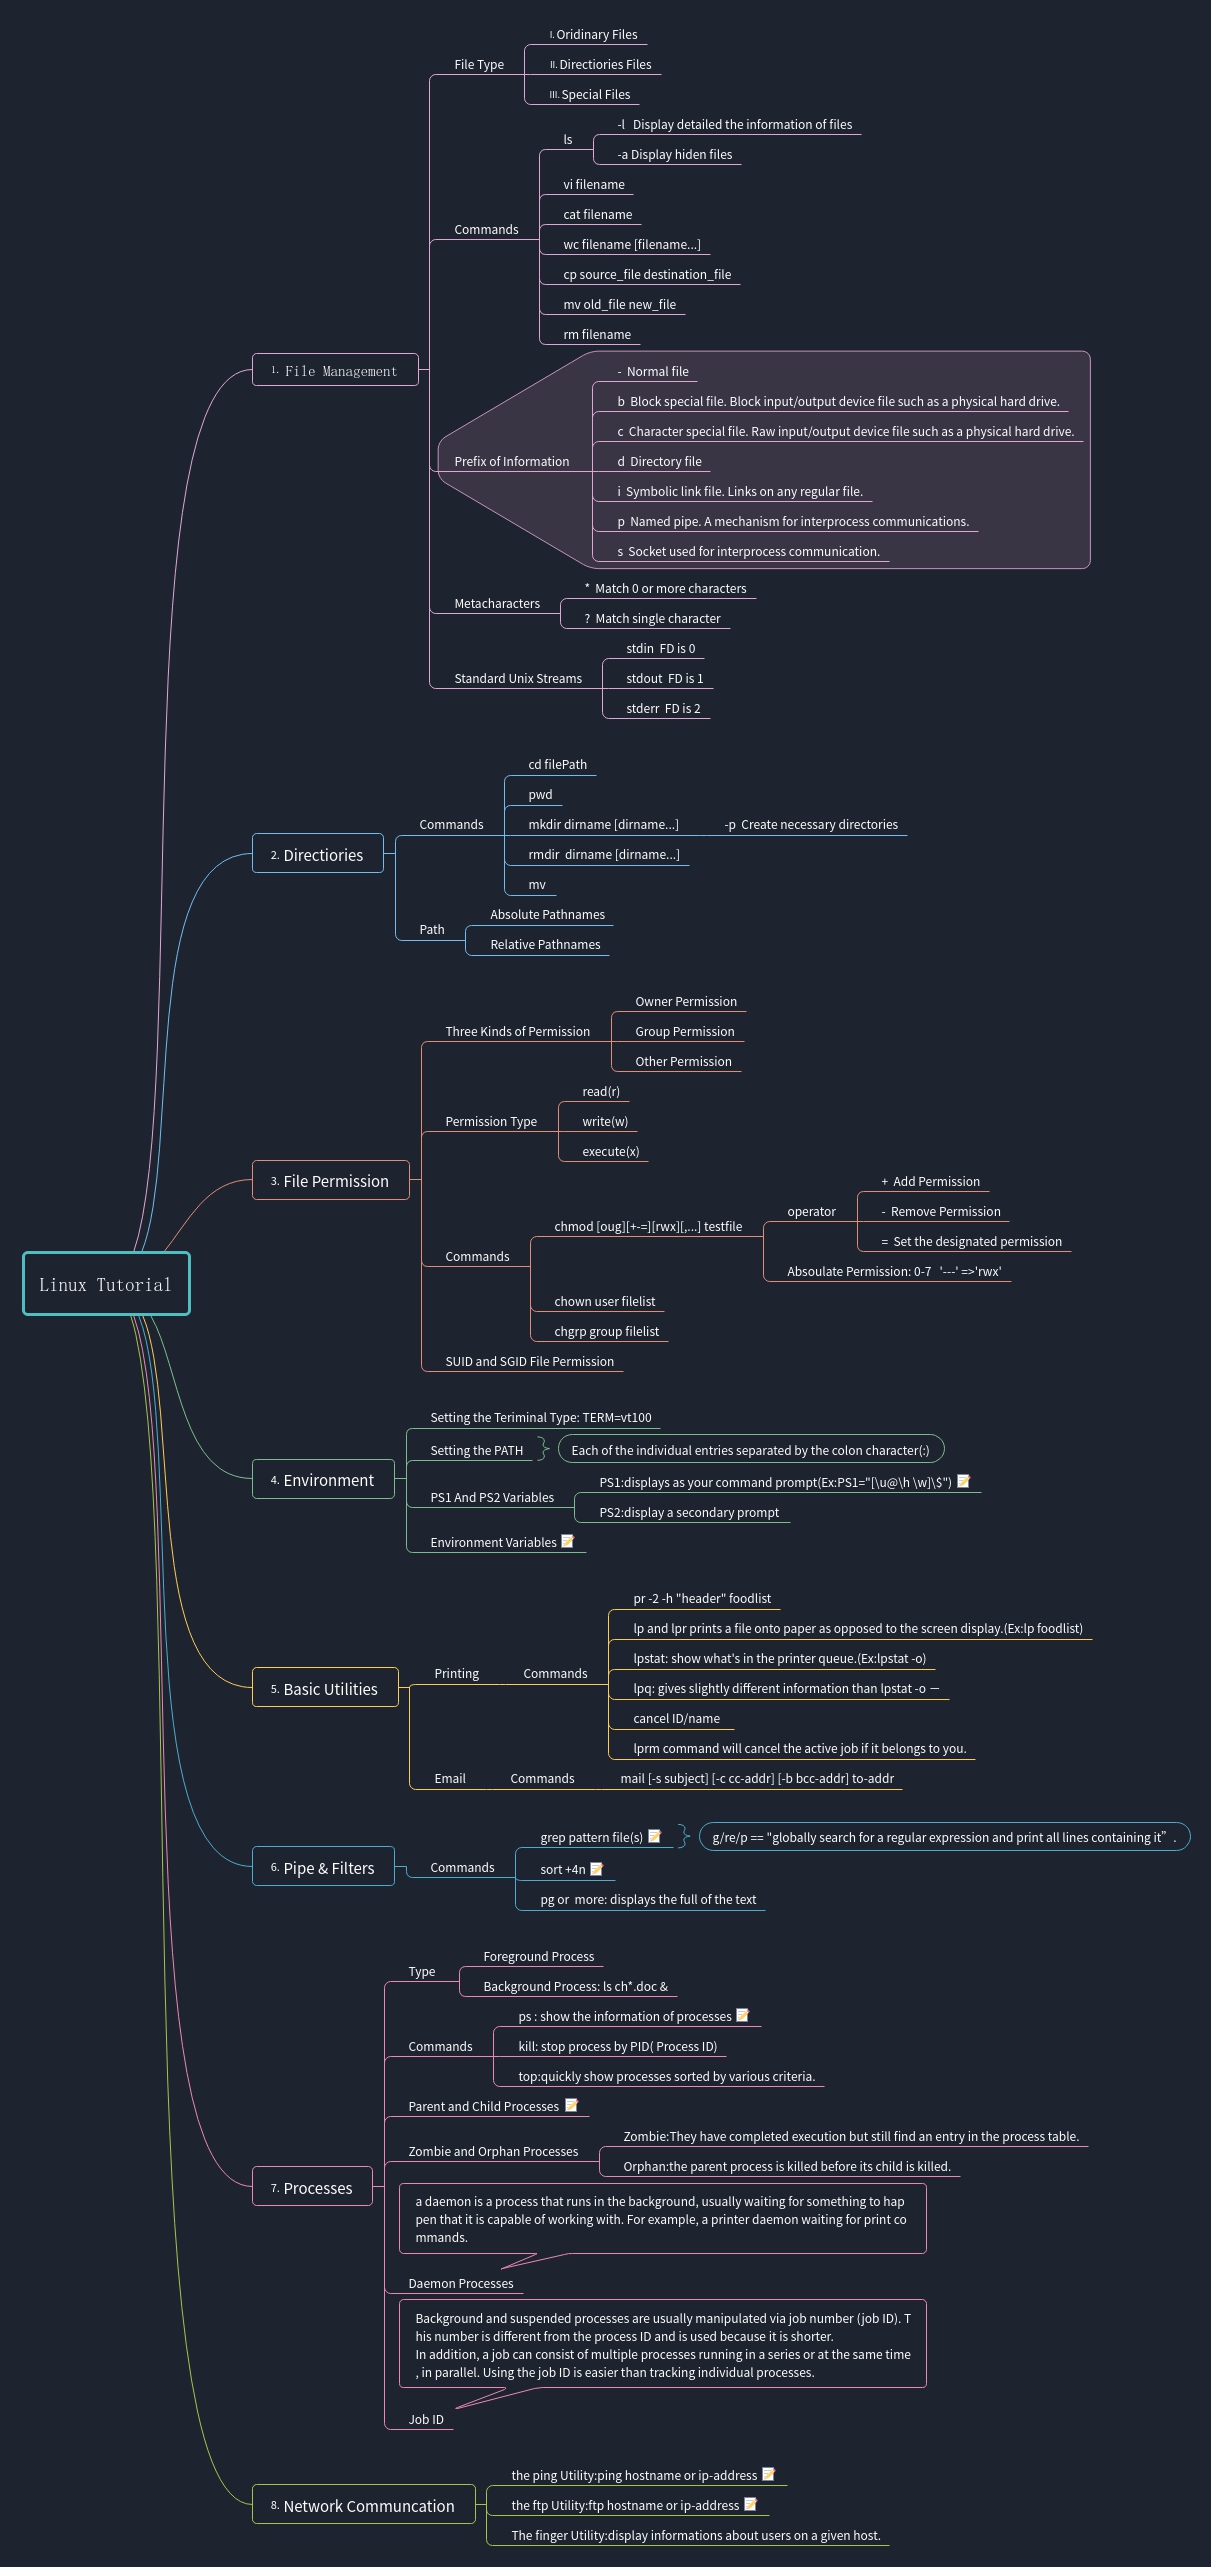 Linux Tutorial
1. File Management
File Type
I. Oridinary Files
II. Directiories Files
III. Special Files
Commands
ls
-l Display detailed the information of files
-a Display hiden files
vi filename
cat filename
wc filename [filename...]
cp source_file destination_file
mv old_file new_file
rm filename
Prefix of Information
- Normal file
b Block special file. Block input/output device file such as a physical hard drive.
c Character special file. Raw input/output device file such as a physical hard drive.
d Directory file
i Symbolic link file. Links on any regular file.
p Named pipe. A mechanism for interprocess communications.
s Socket used for interprocess communication.
Metacharacters
* Match 0 or more characters
? Match single character
Standard Unix Streams
stdin FD is 0
stdout FD is 1
stderr FD is 2
2. Directiories
Commands
cd filePath
pwd
mkdir dirname [dirname...]
-p Create necessary directories
rmdir dirname [dirname...]
mv
Path
Absolute Pathnames
Relative Pathnames
3. File Permission
Three Kinds of Permission
Owner Permission
Group Permission
Other Permission
Permission Type
read(r)
write(w)
execute(x)
Commands
chmod [oug][+-=][rwx][,...] testfile
operator
+ Add Permission
- Remove Permission
= Set the designated permission
Absoulate Permission: 0-7 '---' =>'rwx'
chown user filelist
chgrp group filelist
SUID and SGID File Permission
4. Environment
Setting the Teriminal Type: TERM=vt100
Setting the PATH
Each of the individual entries separated by the colon character(:)
PS1 And PS2 Variables
PS1:displays as your command prompt(Ex:PS1="[\u@\h \w]\$")
PS2:display a secondary prompt
Environment Variables
5. Basic Utilities
Printing
Commands
pr -2 -h "header" foodlist
lp and lpr prints a file onto paper as opposed to the screen display.(Ex:lp foodlist)
lpstat: show what's in the printer queue.(Ex:lpstat -o)
lpq: gives slightly different information than lpstat -o −
cancel ID/name
lprm command will cancel the active job if it belongs to you.
Email
Commands
mail [-s subject] [-c cc-addr] [-b bcc-addr] to-addr
6. Pipe & Filters
Commands
grep pattern file(s)
g/re/p == "globally search for a regular expression and print all lines containing it” .
sort +4n
pg or more: displays the full of the text
7. Processes
Type
Foreground Process
Background Process: ls ch*.doc &
Commands
ps : show the information of processes
kill: stop process by PID( Process ID)
top:quickly show processes sorted by various criteria.
Parent and Child Processes
Zombie and Orphan Processes
Zombie:They have completed execution but still find an entry in the process table.
Orphan:the parent process is killed before its child is killed.
a daemon is a process that runs in the background, usually waiting for something to hap
pen that it is capable of working with. For example, a printer daemon waiting for print co
mmands.
Daemon Processes
Background and suspended processes are usually manipulated via job number (job ID). T
his number is different from the process ID and is used because it is shorter.
In addition, a job can consist of multiple processes running in a series or at the same time
, in parallel. Using the job ID is easier than tracking individual processes.
Job ID
8. Network Communcation
the ping Utility:ping hostname or ip-address
the ftp Utility:ftp hostname or ip-address
The finger Utility:display informations about users on a given host.